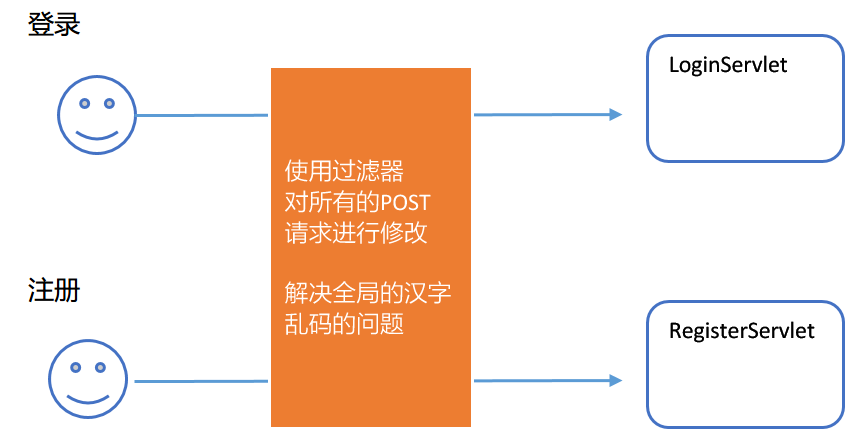 登录
LoginServlet
使用过滤器
对所有的POST
请求进行修改
解决全局的汉字
乱码的问题
注册
RegisterServlet